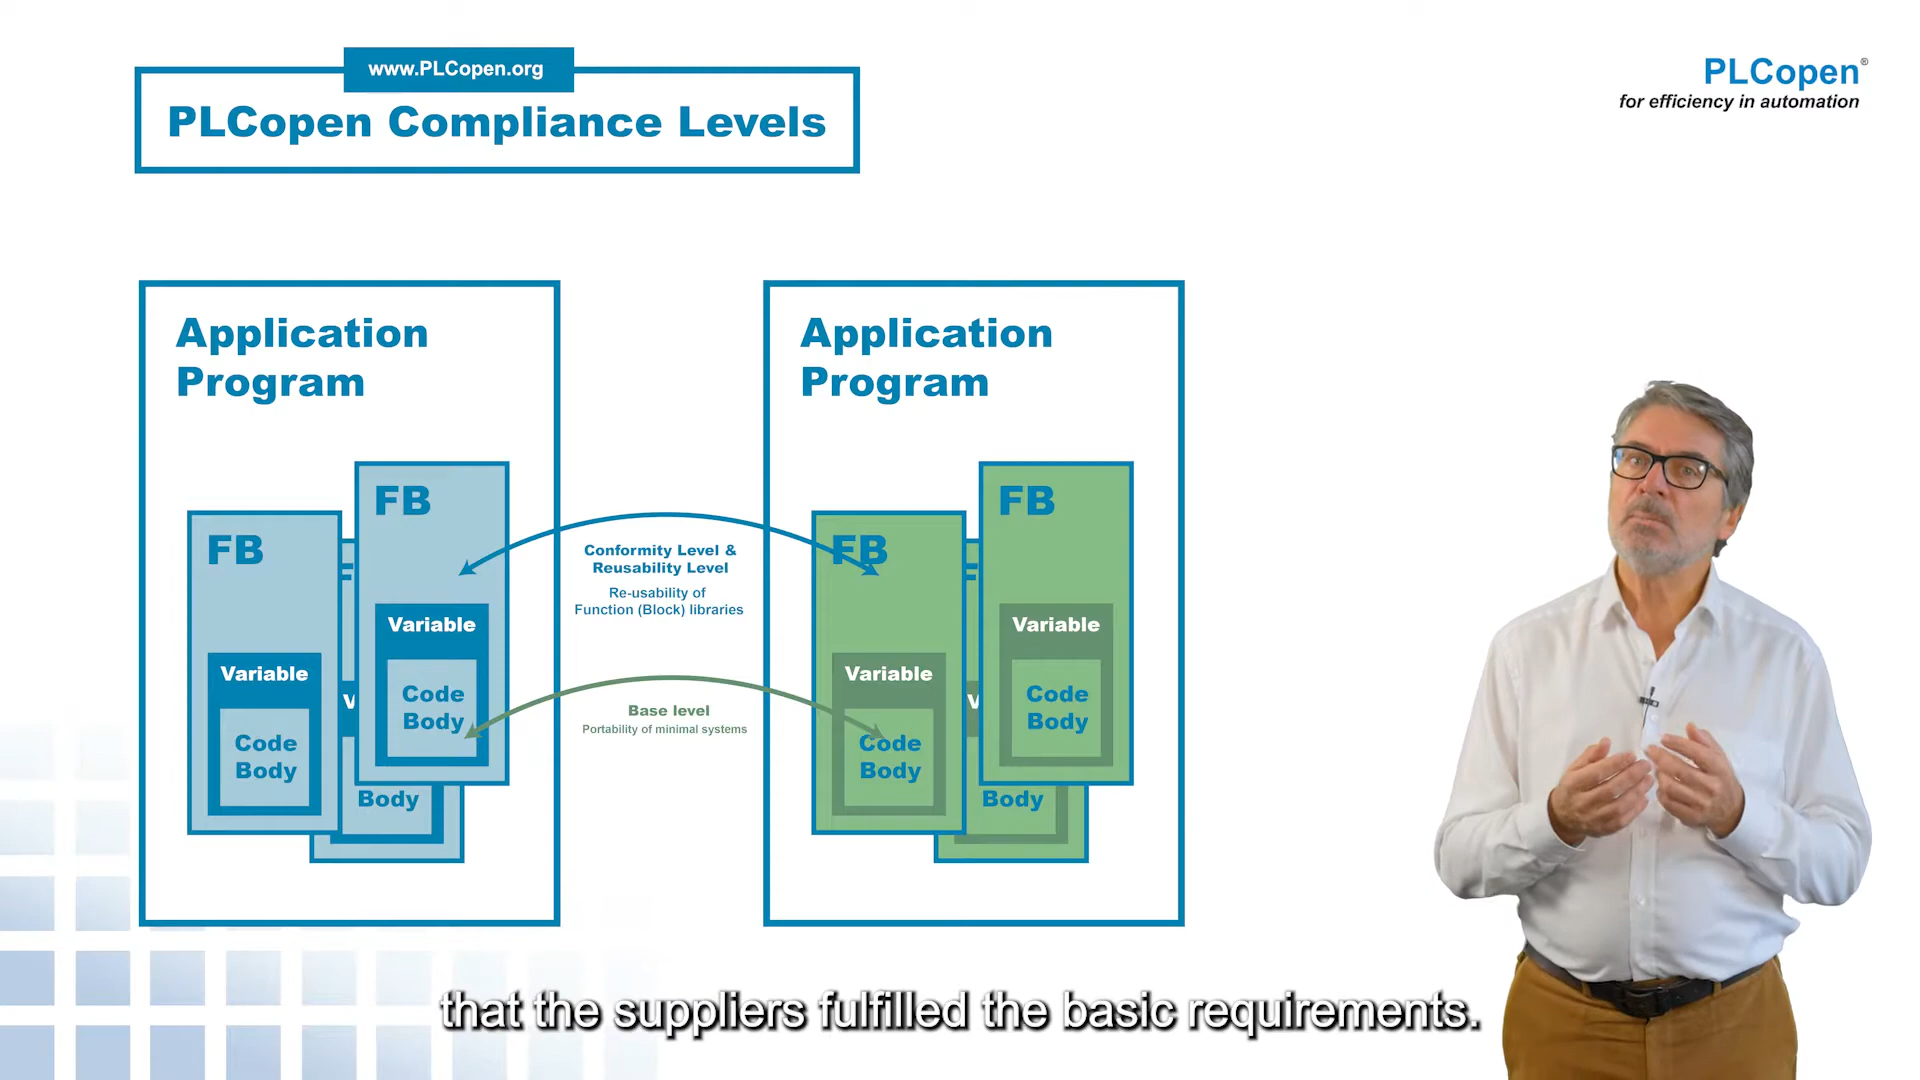 www.PLCopen.org
PLCopen Compliance Levels
PLCopen®
for efficiency in automation
Application
Program
FB
FB
F
Variable
Variable
V
Code
Body
Code
Body
Body
Conformity Level &
Reusability Level
Re-usability of
Function (Block) libraries
Base level
Portability of minimal systems
Application
Program
FB
FB
F
Variable
Variable
V
Code
Body
Code
Body
Body
that the suppliers fulfilled the basic requirements.